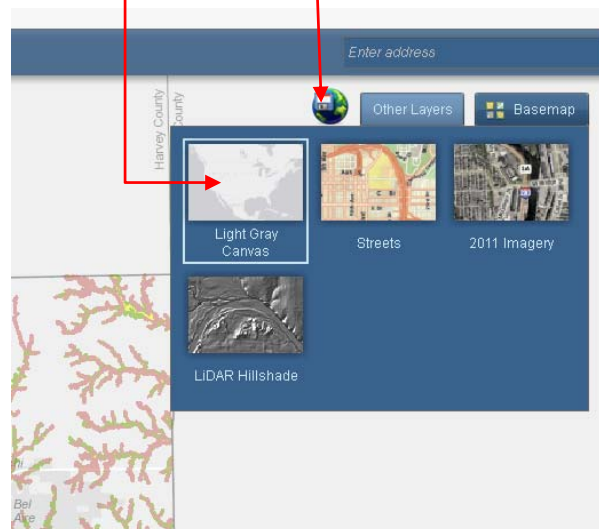 Enter address
Harvey County
County
Other Layers
Basemap
Light Gray
Canvas
Streets
2011 Imagery
LiDAR Hillshade
Bel
Aire